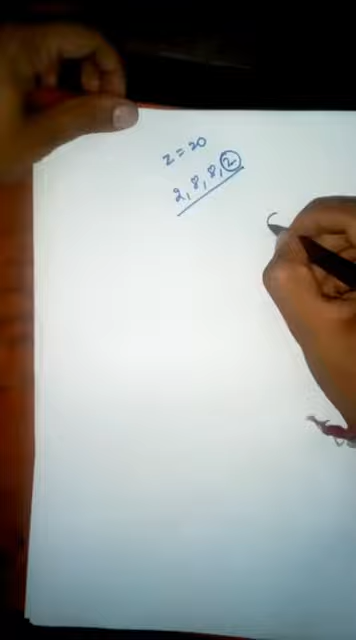 Z = 20
2, 8, 8, 2